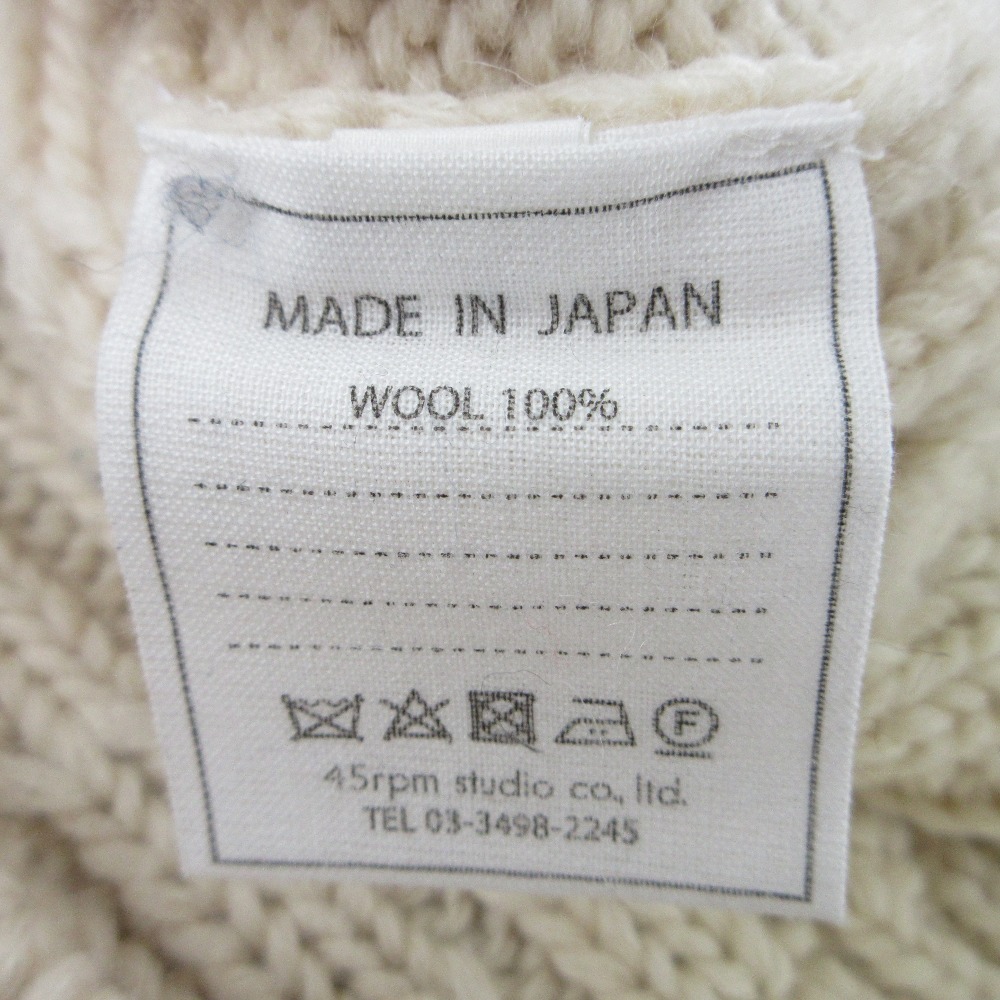 MADE IN JAPAN
WOOL 100%
F
45rpm studio co., ltd.
TEL 03-3498-2245